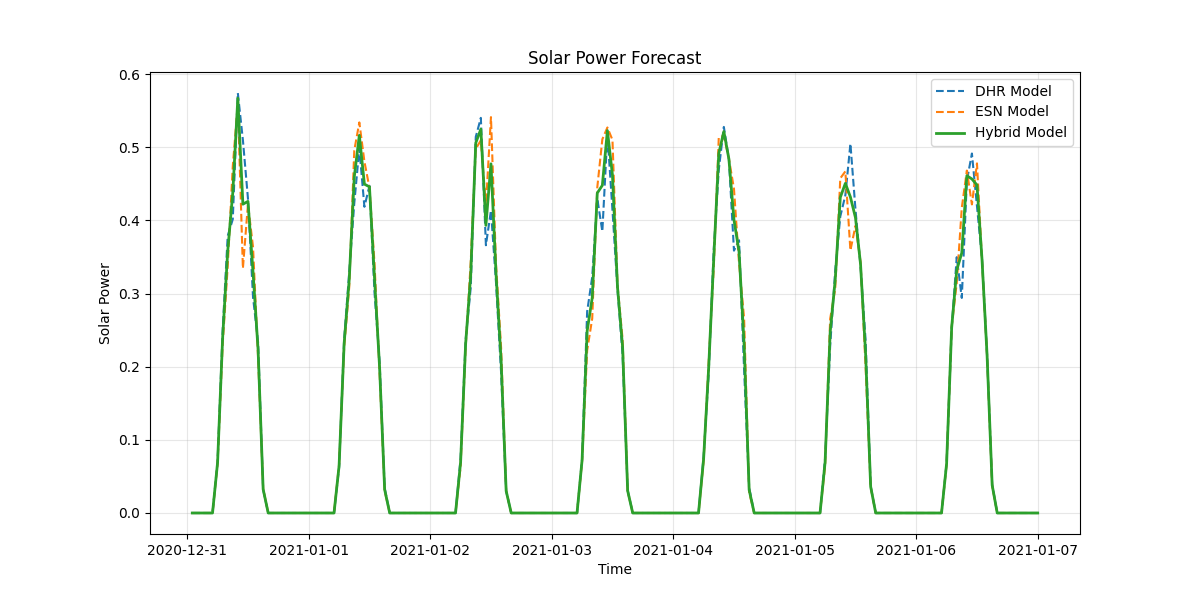 Solar Power Forecast
DHR Model
ESN Model
Hybrid Model
Solar Power
0.6
0.5
0.4
0.3
0.2
0.1
0.0
2020-12-31
2021-01-01
2021-01-02
2021-01-03
2021-01-04
2021-01-05
2021-01-06
2021-01-07
Time